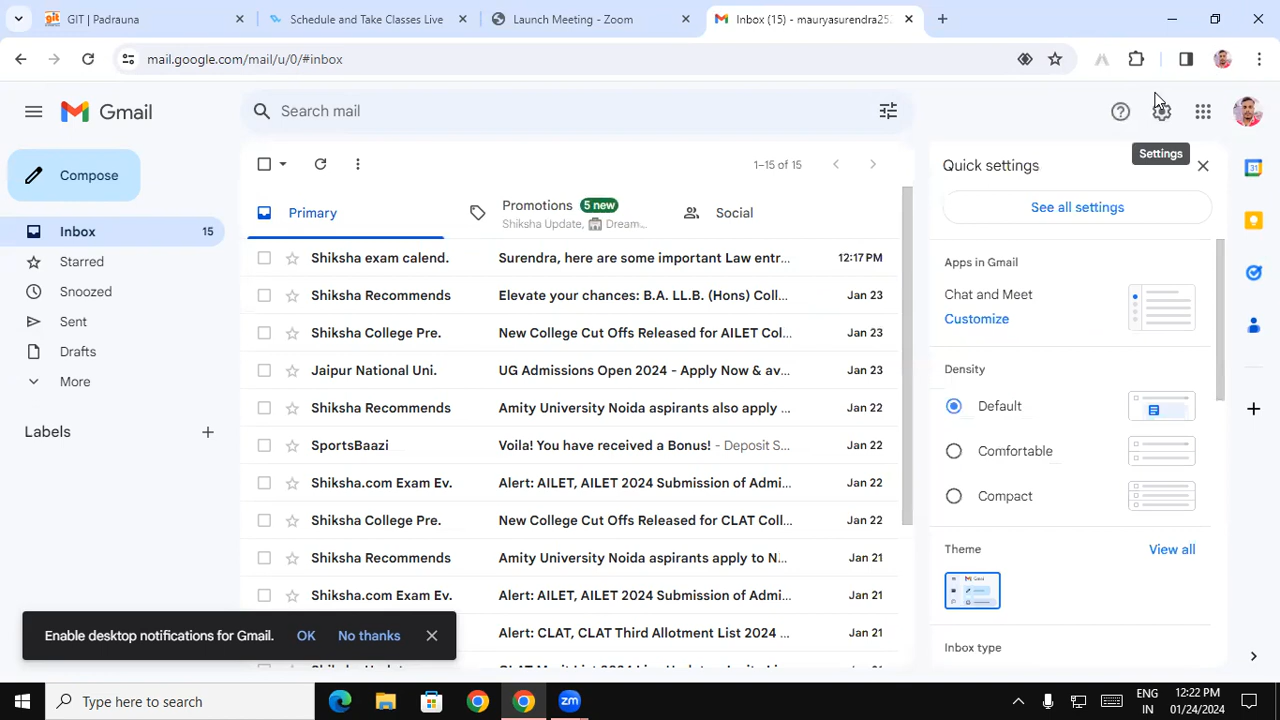 GIT | Padrauna
Schedule and Take Classes Live
Launch Meeting - Zoom
Inbox (15) - mauryasurendra252
mail.google.com/mail/u/0/#inbox
Gmail
Search mail
Settings
Compose
1–15 of 15
Quick settings
See all settings
Inbox 15
Starred
Snoozed
Sent
Drafts
More
Labels
Primary
Promotions 5 new
Shiksha Update, Dream...
Social
Shiksha exam calend. Surendra, here are some important Law entr... 12:17 PM
Shiksha Recommends Elevate your chances: B.A. LL.B. (Hons) Coll... Jan 23
Shiksha College Pre. New College Cut Offs Released for AILET Col... Jan 23
Jaipur National Uni. UG Admissions Open 2024 - Apply Now & av... Jan 23
Shiksha Recommends Amity University Noida aspirants also apply ... Jan 22
SportsBaazi Voila! You have received a Bonus! - Deposit S... Jan 22
Shiksha.com Exam Ev. Alert: AILET, AILET 2024 Submission of Admi... Jan 22
Shiksha College Pre. New College Cut Offs Released for CLAT Coll... Jan 22
Shiksha Recommends Amity University Noida aspirants apply to N... Jan 21
Shiksha.com Exam Ev. Alert: AILET, AILET 2024 Submission of Admi... Jan 21
Alert: CLAT, CLAT Third Allotment List 2024 ... Jan 21
Apps in Gmail
Chat and Meet
Customize
Density
Default
Comfortable
Compact
Theme
View all
Inbox type
31
Enable desktop notifications for Gmail. OK No thanks
Type here to search
zm
ENG
IN
12:22 PM
01/24/2024